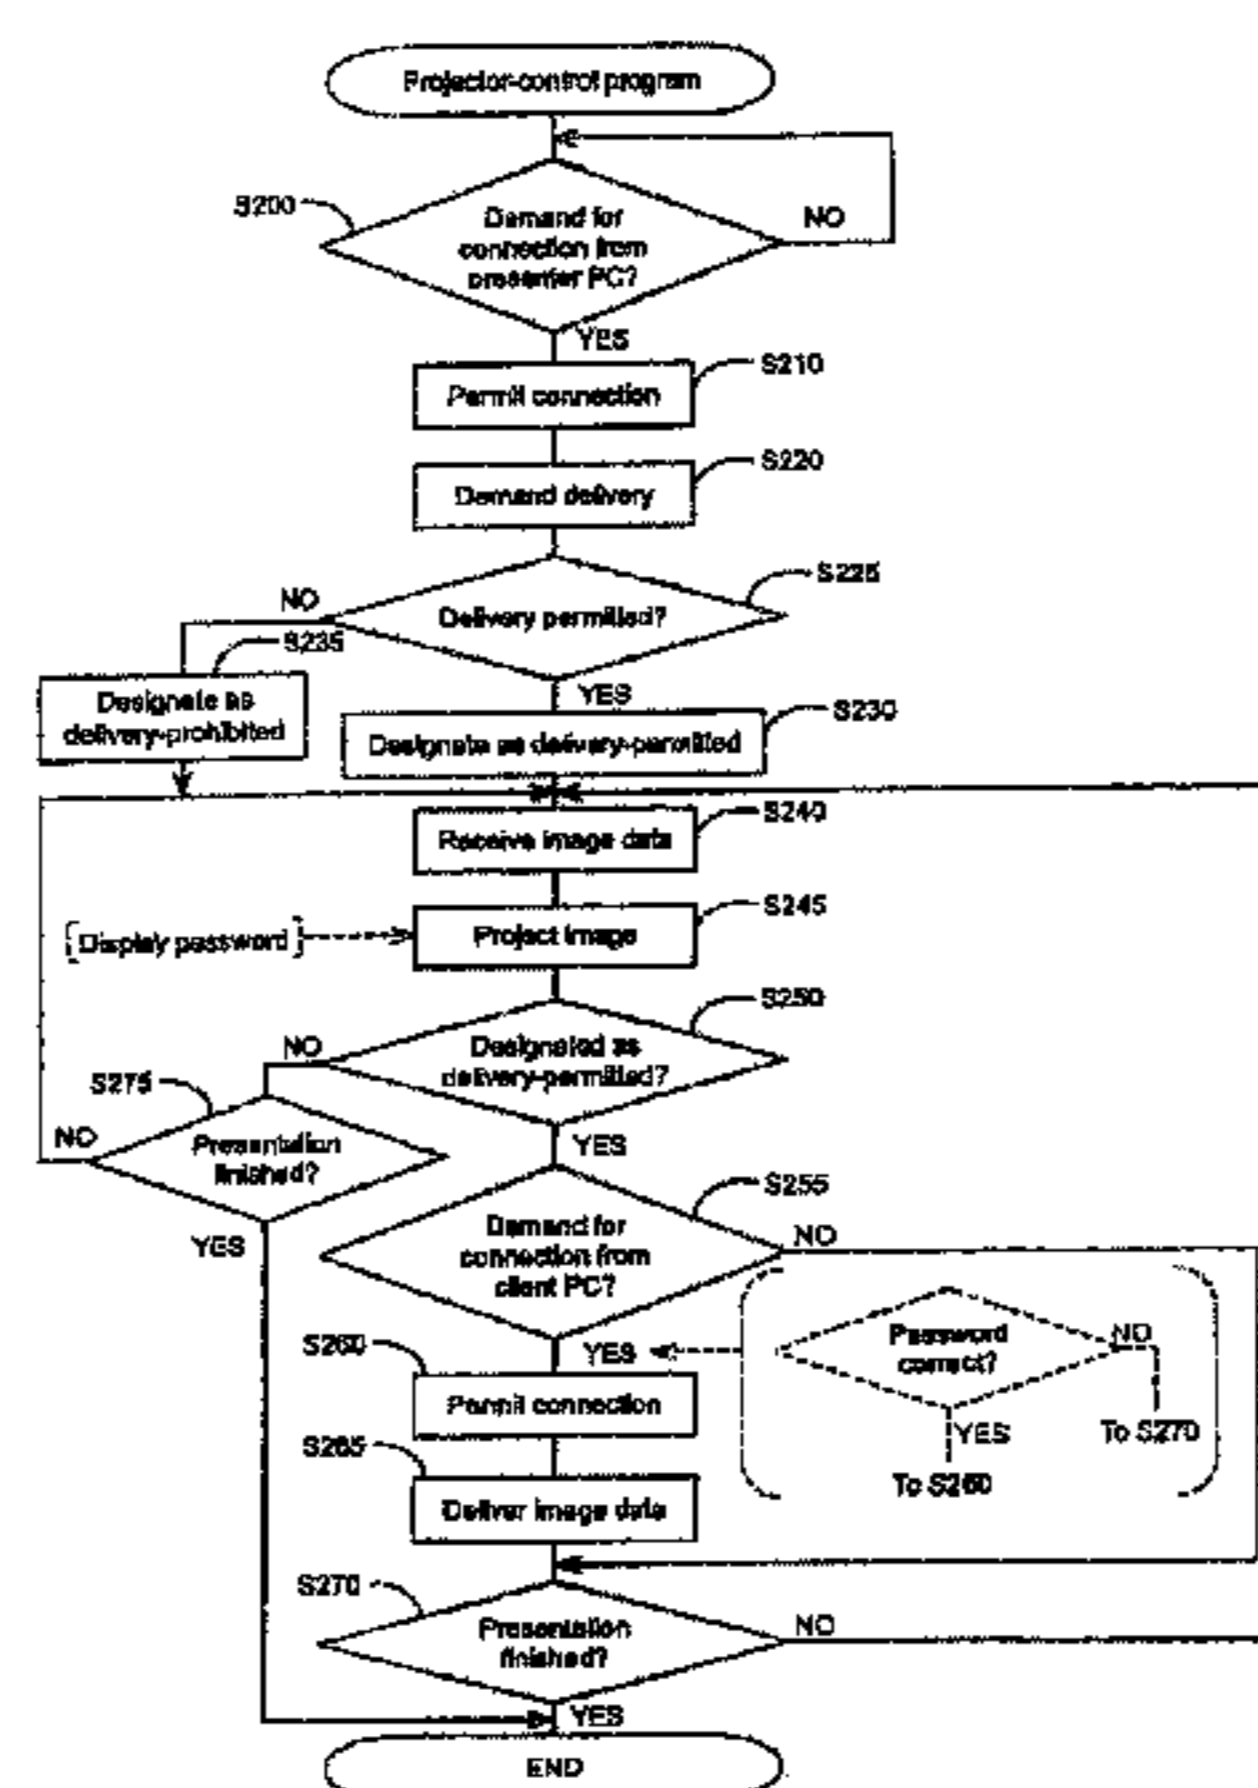 Projector-control program
S200
Demand for
connection from
presenter PC?
NO
YES
S210
Permit connection
S220
Demand delivery
S225
Delivery permitted?
NO
S235
Designate as
delivery-prohibited
YES
S230
Designate as delivery-permitted
S240
Receive image data
S245
[Display password]
Project image
S250
Designated as
delivery-permitted?
NO
S275
Presentation
finished?
NO
YES
YES
S255
Demand for
connection from
client PC?
NO
YES
Password
correct?
NO
YES
To S270
To S260
S260
Permit connection
S265
Deliver image data
S270
Presentation
finished?
NO
YES
END